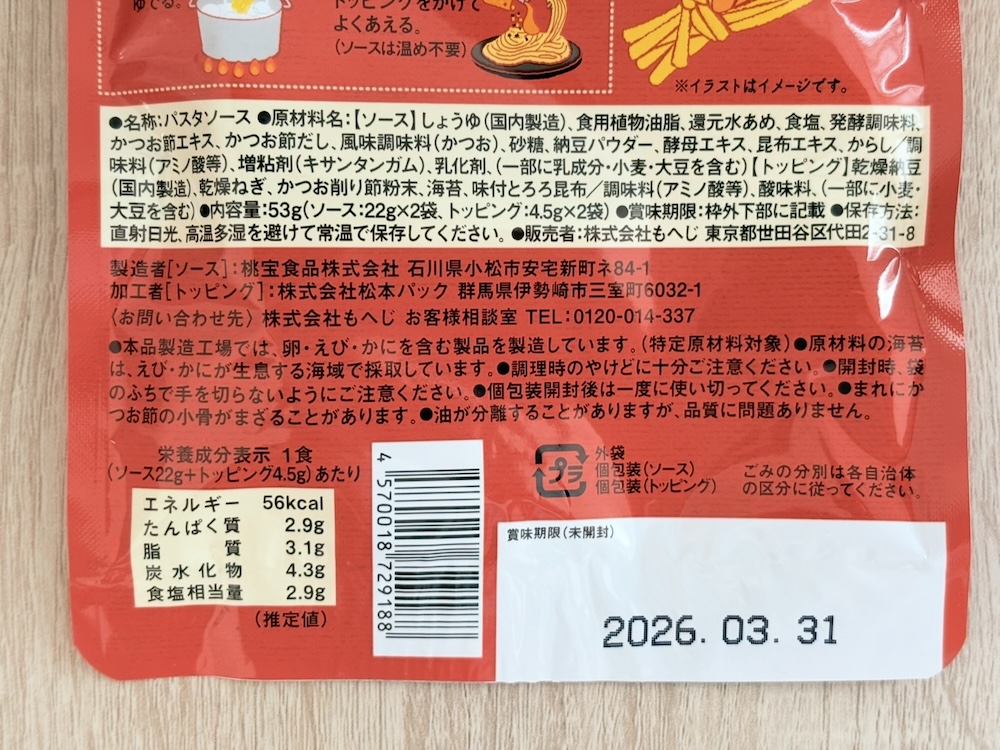 ゆでる。
トッピングをかけて
よくあえる。
(ソースは温め不要)
※イラストはイメージです。
●名称:パスタソース ●原材料名:【ソース】しょうゆ(国内製造)、食用植物油脂、還元水あめ、食塩、発酵調味料、
かつお節エキス、かつお節だし、風味調味料(かつお)、砂糖、納豆パウダー、酵母エキス、昆布エキス、からし/調
味料(アミノ酸等)、増粘剤(キサンタンガム)、乳化剤、(一部に乳成分・小麦・大豆を含む)【トッピング】乾燥納豆
(国内製造)、乾燥ねぎ、かつお削り節粉末、海苔、味付とろろ昆布/調味料(アミノ酸等)、酸味料、(一部に小麦・
大豆を含む) ●内容量:53g(ソース:22g×2袋、トッピング:4.5g×2袋) ●賞味期限:枠外下部に記載 ●保存方法:
直射日光、高温多湿を避けて常温で保存してください。 ●販売者:株式会社もへじ 東京都世田谷区代田2-31-8
製造者[ソース]:桃宝食品株式会社 石川県小松市安宅新町ネ84-1
加工者[トッピング]:株式会社松本パック 群馬県伊勢崎市三室町6032-1
〈お問い合わせ先〉 株式会社もへじ お客様相談室 TEL:0120-014-337
●本品製造工場では、卵・えび・かにを含む製品を製造しています。(特定原材料対象) ●原材料の海苔
は、えび・かにが生息する海域で採取しています。●調理時のやけどに十分ご注意ください。●開封時、袋
のふちで手を切らないようにご注意ください。●個包装開封後は一度に使い切ってください。●まれにか
つお節の小骨がまざることがあります。●油が分離することがありますが、品質に問題ありません。
栄養成分表示 1食
(ソース22g+トッピング4.5g)あたり
エネルギー 56kcal
たんぱく質 2.9g
脂質 3.1g
炭水化物 4.3g
食塩相当量 2.9g
(推定値)
4 570018 729188
プラ
外袋
個包装(ソース)
個包装(トッピング)
ごみの分別は各自治体
の区分に従ってください。
賞味期限(未開封)
2026. 03. 31